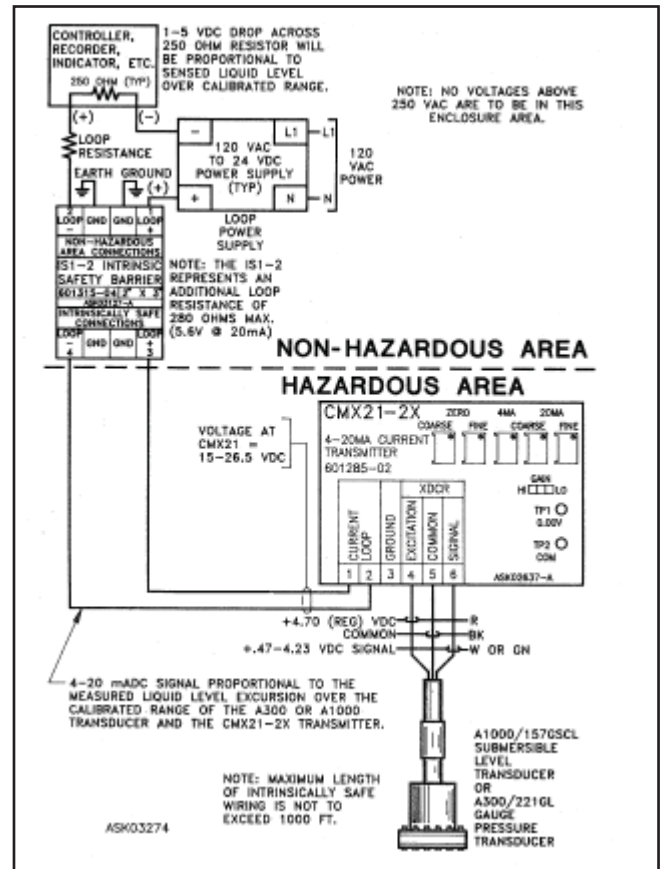 CONTROLLER,
RECORDER,
INDICATOR, ETC.
250 OHM (TYP)
1-5 VDC DROP ACROSS
250 OHM RESISTOR WILL
BE PROPORTIONAL TO
SENSED LIQUID LEVEL
OVER CALIBRATED RANGE.
NOTE: NO VOLTAGES ABOVE
250 VAC ARE TO BE IN THIS
ENCLOSURE AREA.
(+) (-)
LOOP
RESISTANCE
EARTH GROUND
(+)
- L1 L1
120 VAC
TO 24 VDC
POWER SUPPLY
(TYP)
+ N N
120
VAC
POWER
LOOP
POWER
SUPPLY
2 1
LOOP GND GND LOOP
- +
NON-HAZARDOUS
AREA CONNECTIONS
IS1-2 INTRINSIC
SAFETY BARRIER
601315-04 2" X 3"
INTRINSICALLY SAFE
CONNECTIONS
LOOP GND GND LOOP
- +
4 3
NOTE: THE IS1-2
REPRESENTS AN
ADDITIONAL LOOP
RESISTANCE OF
280 OHMS MAX.
(5.6V @ 20mA)
NON-HAZARDOUS AREA
HAZARDOUS AREA
VOLTAGE AT
CMX21 =
15-26.5 VDC
CMX21-2X
4-20MA CURRENT
TRANSMITTER
601285-02
ZERO 4MA 20MA
COARSE FINE COARSE FINE
GAIN
HI LO
TP1
0.00V
TP2
COM
XDCR
CURRENT
LOOP
GROUND
EXCITATION
COMMON
SIGNAL
1 2 3 4 5 6
ASK03637-A
+4.70 (REG) VDC R
COMMON BK
+.47-4.23 VDC SIGNAL W OR GN
4-20 mADC SIGNAL PROPORTIONAL TO THE
MEASURED LIQUID LEVEL EXCURSION OVER THE
CALIBRATED RANGE OF THE A300 OR A1000
TRANSDUCER AND THE CMX21-2X TRANSMITTER.
NOTE: MAXIMUM LENGTH
OF INTRINSICALLY SAFE
WIRING IS NOT TO
EXCEED 1000 FT.
A1000/157GSCL
SUBMERSIBLE
LEVEL
TRANSDUCER
OR
A300/221GL
GAUGE
PRESSURE
TRANSDUCER
ASK03274